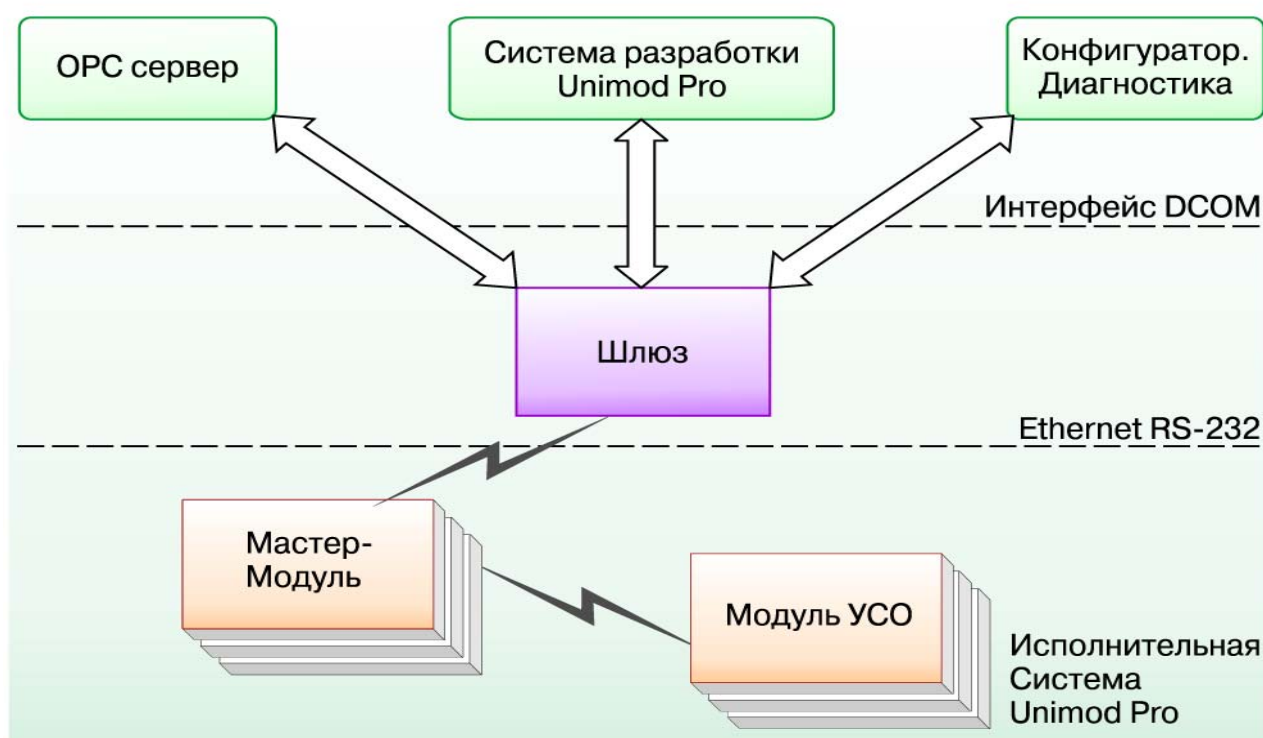 OPC сервер
Система разработки
Unimod Pro
Конфигуратор.
Диагностика
Интерфейс DCOM
Шлюз
Ethernet RS-232
Мастер-
Модуль
Модуль УСО
Исполнительная
Система
Unimod Pro